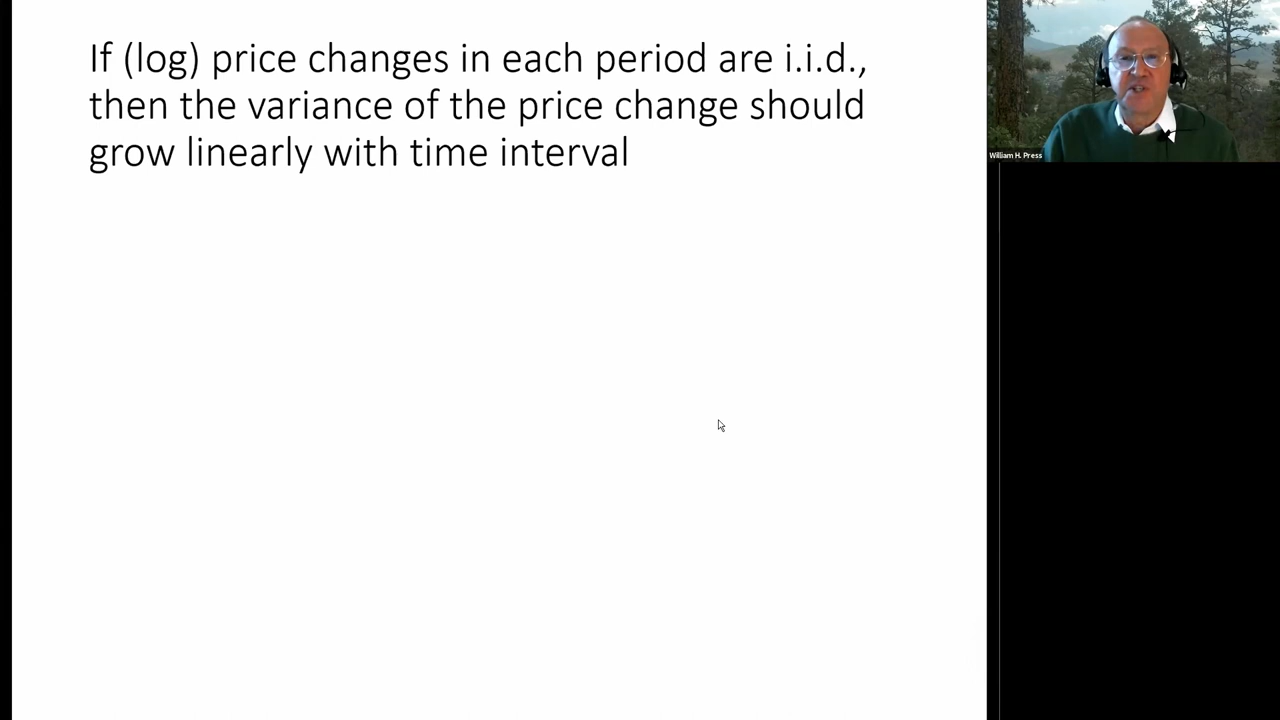 If (log) price changes in each period are i.i.d.,
then the variance of the price change should
grow linearly with time interval
William H. Press